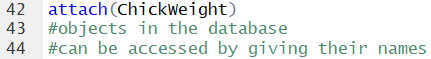 42 attach(ChickWeight)
43 #objects in the database
44 #can be accessed by giving their names